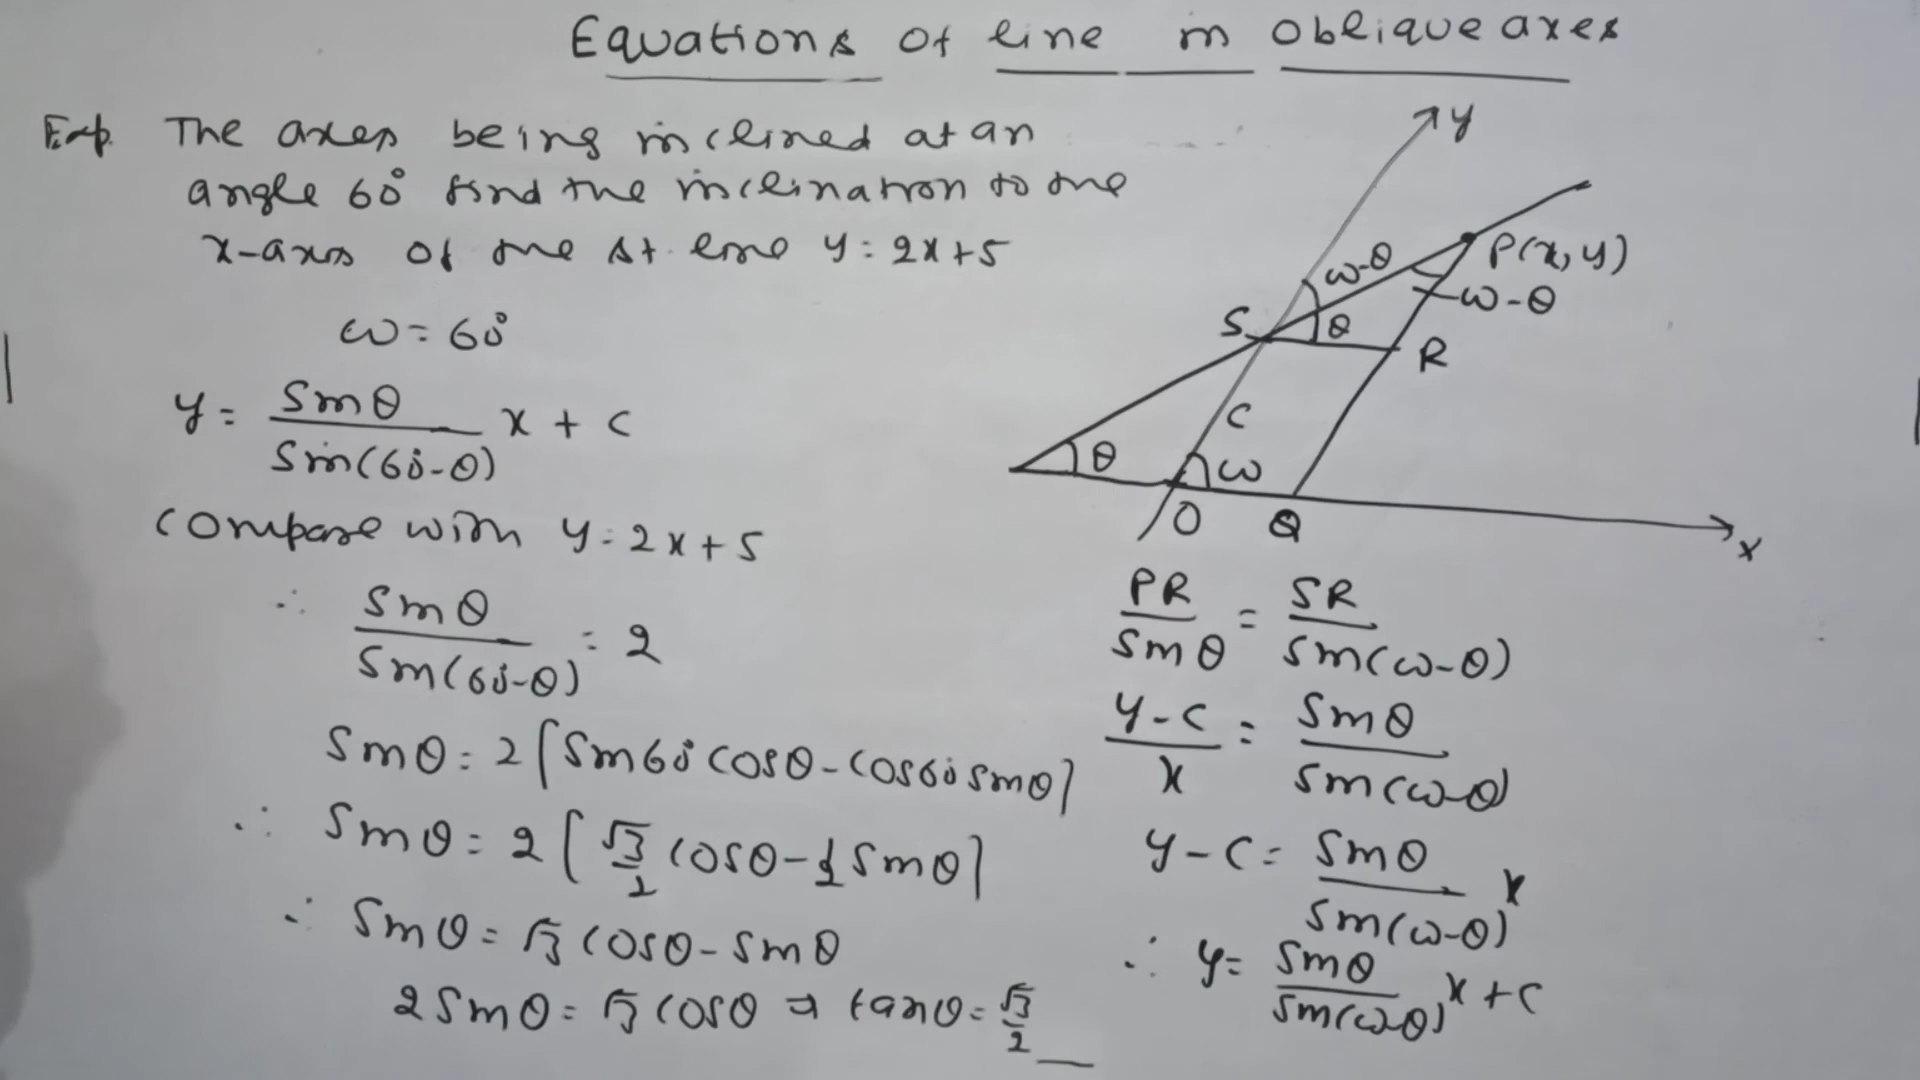 Equations of line in oblique axes
Exp. The axes being inclined at an
angle 60° find the inclination to the
x-axis of the st. line y = 2x+5
ω = 60°
y = sinθ / sin(60°-θ) x + c
Compare with y = 2x+5
∴ sinθ / sin(60°-θ) = 2
sinθ = 2[sin60° cosθ - cos60° sinθ]
∴ sinθ = 2[√3/2 cosθ - 1/2 sinθ]
∴ sinθ = √3 cosθ - sinθ
2sinθ = √3 cosθ ⇒ tanθ = √3/2
y
P(x, y)
ω-θ
ω-θ
S
θ
R
C
θ
ω
O
Q
x
PR / sinθ = SR / sin(ω-θ)
y-c / x = sinθ / sin(ω-θ)
y-c = sinθ / sin(ω-θ) x
∴ y = sinθ / sin(ω-θ) x + c